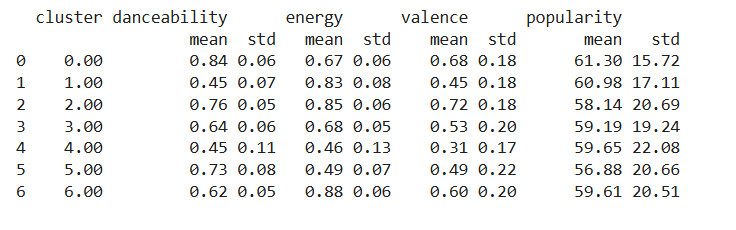 cluster danceability energy valence popularity
mean std mean std mean std mean std
0 0.00 0.84 0.06 0.67 0.06 0.68 0.18 61.30 15.72
1 1.00 0.45 0.07 0.83 0.08 0.45 0.18 60.98 17.11
2 2.00 0.76 0.05 0.85 0.06 0.72 0.18 58.14 20.69
3 3.00 0.64 0.06 0.68 0.05 0.53 0.20 59.19 19.24
4 4.00 0.45 0.11 0.46 0.13 0.31 0.17 59.65 22.08
5 5.00 0.73 0.08 0.49 0.07 0.49 0.22 56.88 20.66
6 6.00 0.62 0.05 0.88 0.06 0.60 0.20 59.61 20.51